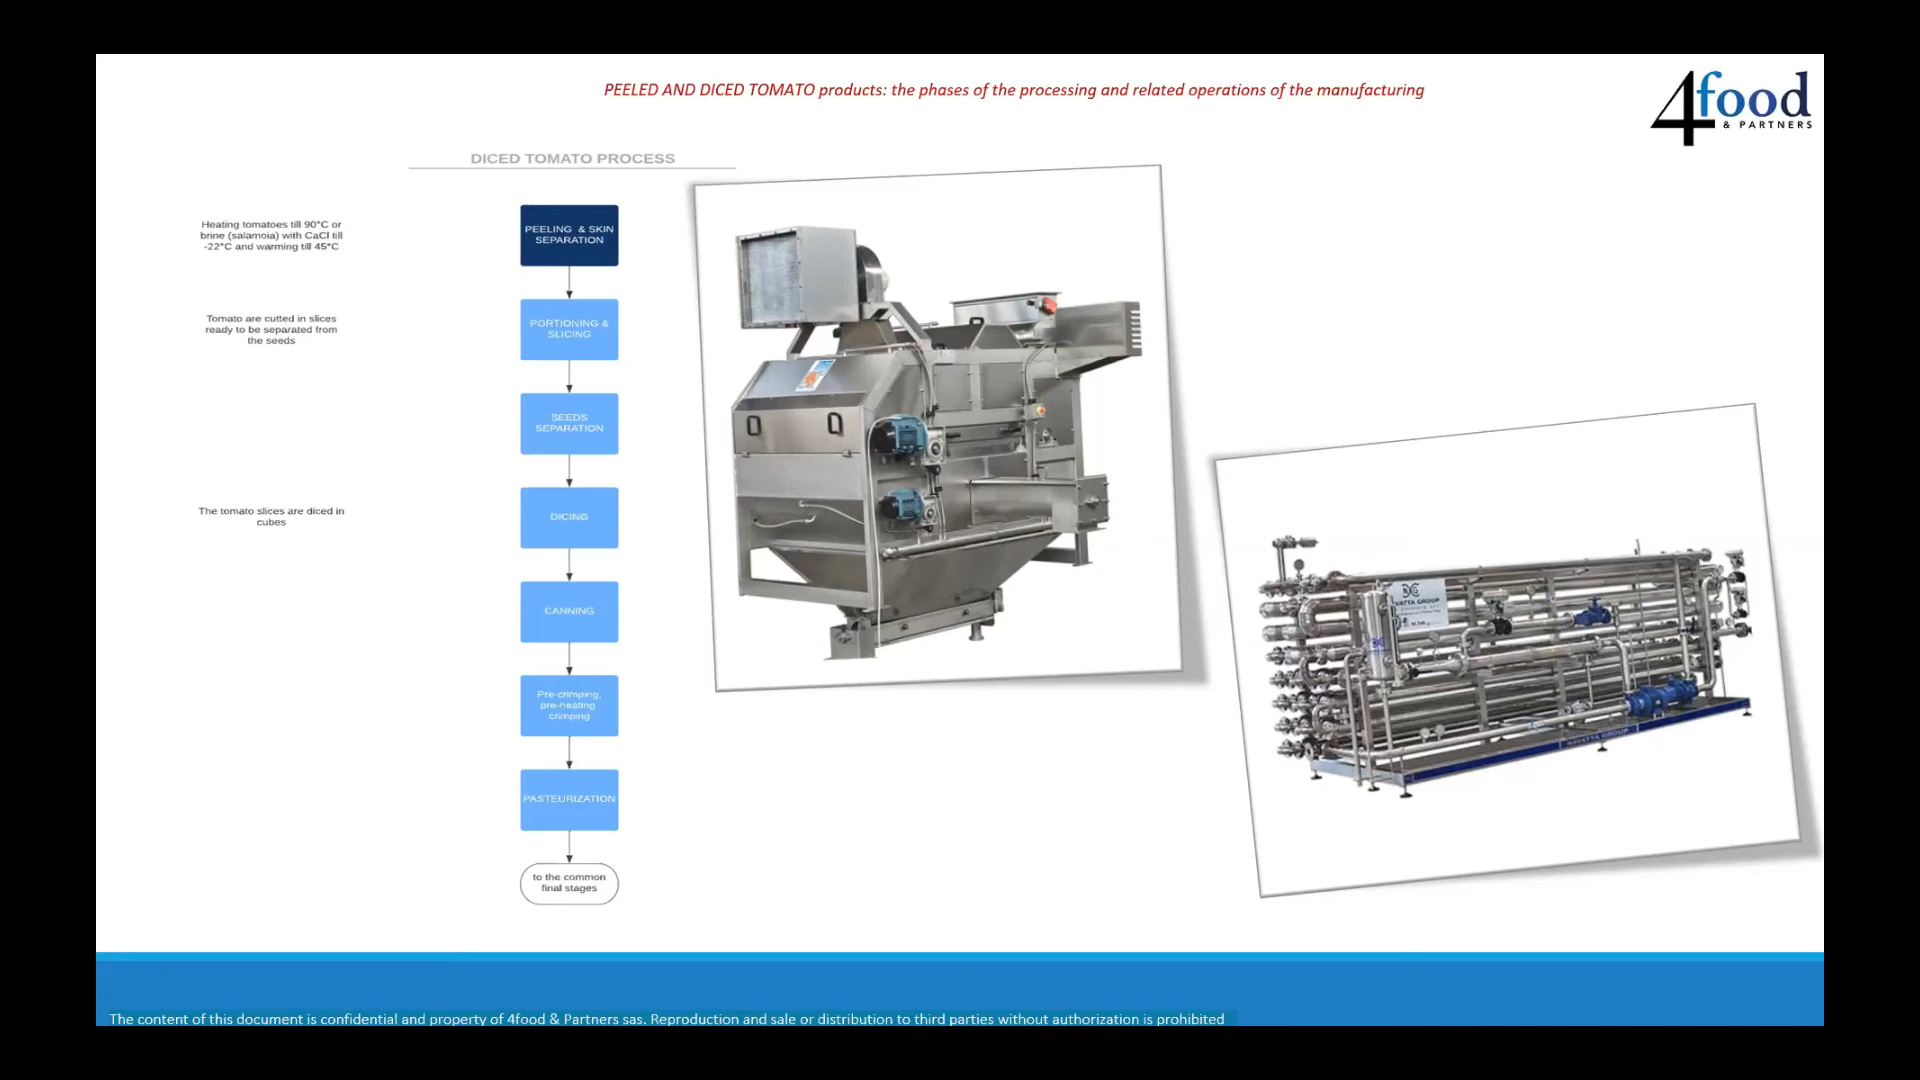 PEELED AND DICED TOMATO products: the phases of the processing and related operations of the manufacturing
4food
& PARTNERS
DICED TOMATO PROCESS
Heating tomatoes till 90°C or
brine (salamoia) with CaCl till
-22°C and warming till 45°C
PEELING & SKIN
SEPARATION
Tomato are cutted in slices
ready to be separated from
the seeds
PORTIONING &
SLICING
SEEDS
SEPARATION
The tomato slices are diced in
cubes
DICING
CANNING
Pre-crimping,
pre-heating
crimping
PASTEURIZATION
to the common
final stages
VATTA GROUP
NAVATTA GROUP
The content of this document is confidential and property of 4food & Partners sas. Reproduction and sale or distribution to third parties without authorization is prohibited